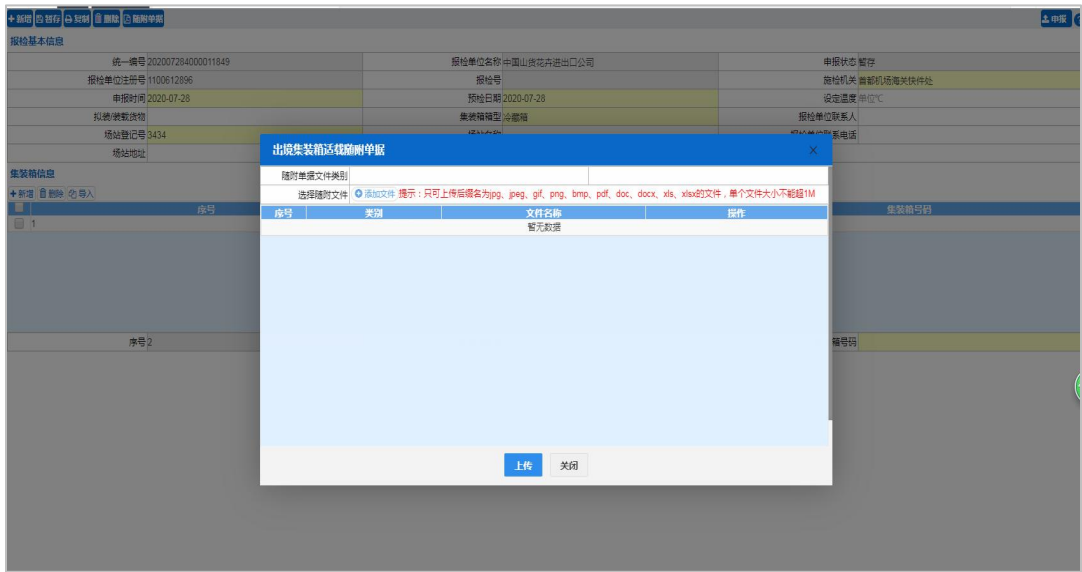 新增 暂存 复制 删除 随附单据 申报
报检基本信息
统一编号 202007284000011849 报检单位名称 中国山货花卉进出口公司 申报状态 暂存
报检单位注册号 1100612896 报检号 施检机关 首都机场海关快件处
申报时间 2020-07-28 预检日期 2020-07-28 设定温度 单位℃
拟装/装载货物 集装箱箱型 冷藏箱 报检单位联系人
场站登记号 3434 场站名称 报检单位联系电话
场站地址
出境集装箱适载随附单据
随附单据文件类别
选择随附文件 添加文件 提示：只可上传后缀名为jpg、jpeg、gif、png、bmp、pdf、doc、docx、xls、xlsx的文件，单个文件大小不能超1M
序号 类别 文件名称 操作
暂无数据
上传 关闭
集装箱信息
新增 删除 导入
序号 集装箱号码
1
序号 2 箱号码